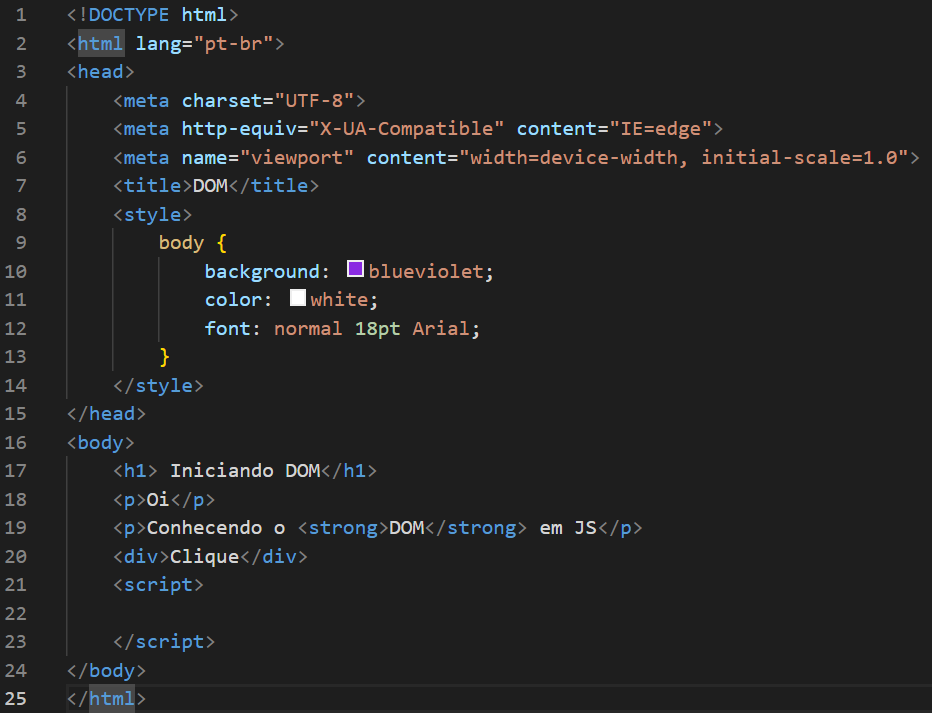 1 <!DOCTYPE html>
2 <html lang="pt-br">
3 <head>
4     <meta charset="UTF-8">
5     <meta http-equiv="X-UA-Compatible" content="IE=edge">
6     <meta name="viewport" content="width=device-width, initial-scale=1.0">
7     <title>DOM</title>
8     <style>
9         body {
10             background: blueviolet;
11             color: white;
12             font: normal 18pt Arial;
13         }
14     </style>
15 </head>
16 <body>
17     <h1> Iniciando DOM</h1>
18     <p>Oi</p>
19     <p>Conhecendo o <strong>DOM</strong> em JS</p>
20     <div>Clique</div>
21     <script>
22
23     </script>
24 </body>
25 </html>